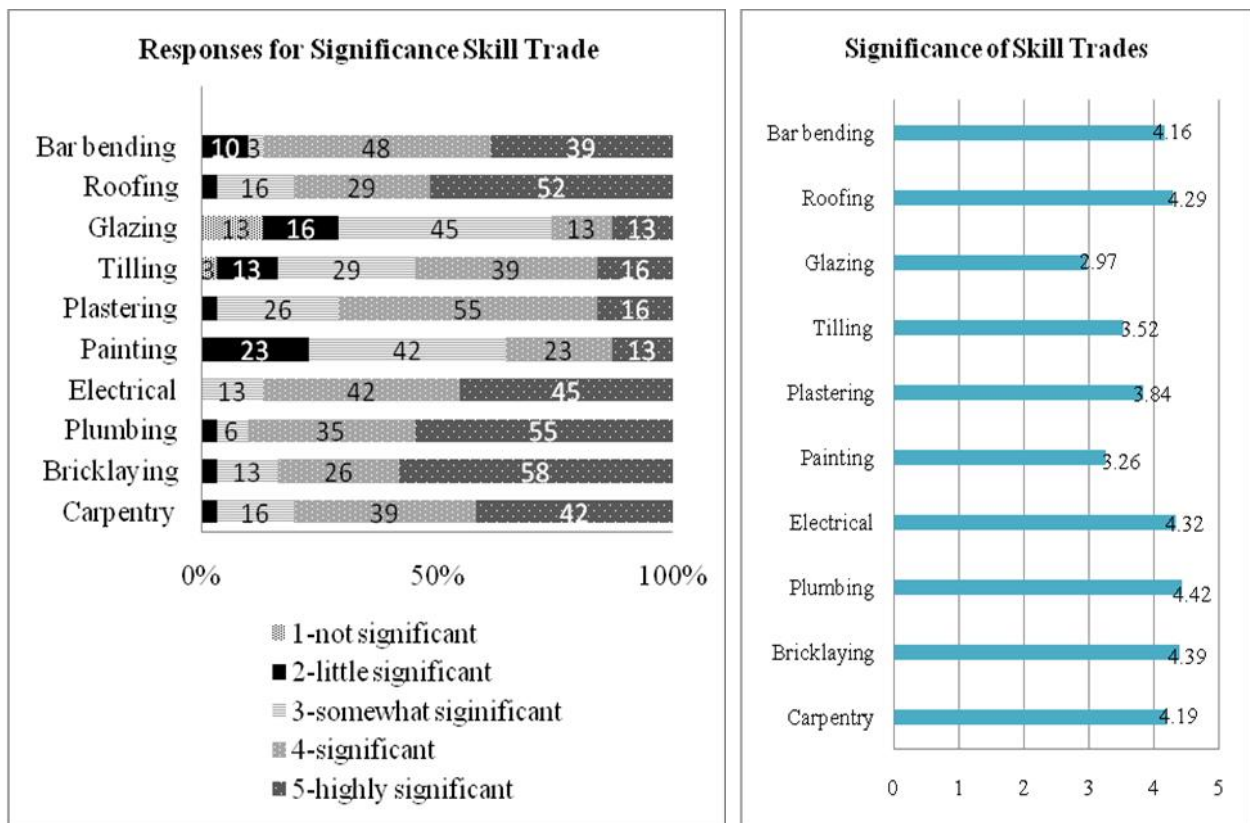 Responses for Significance Skill Trade
Bar bending 10 3 48 39
Roofing 16 29 52
Glazing 13 16 45 13 13
Tilling 3 13 29 39 16
Plastering 26 55 16
Painting 23 42 23 13
Electrical 13 42 45
Plumbing 6 35 55
Bricklaying 13 26 58
Carpentry 16 39 42
0% 50% 100%
1-not significant
2-little significant
3-somewhat siginificant
4-significant
5-highly significant
Significance of Skill Trades
Bar bending 4.16
Roofing 4.29
Glazing 2.97
Tilling 3.52
Plastering 3.84
Painting 3.26
Electrical 4.32
Plumbing 4.42
Bricklaying 4.39
Carpentry 4.19
0 1 2 3 4 5